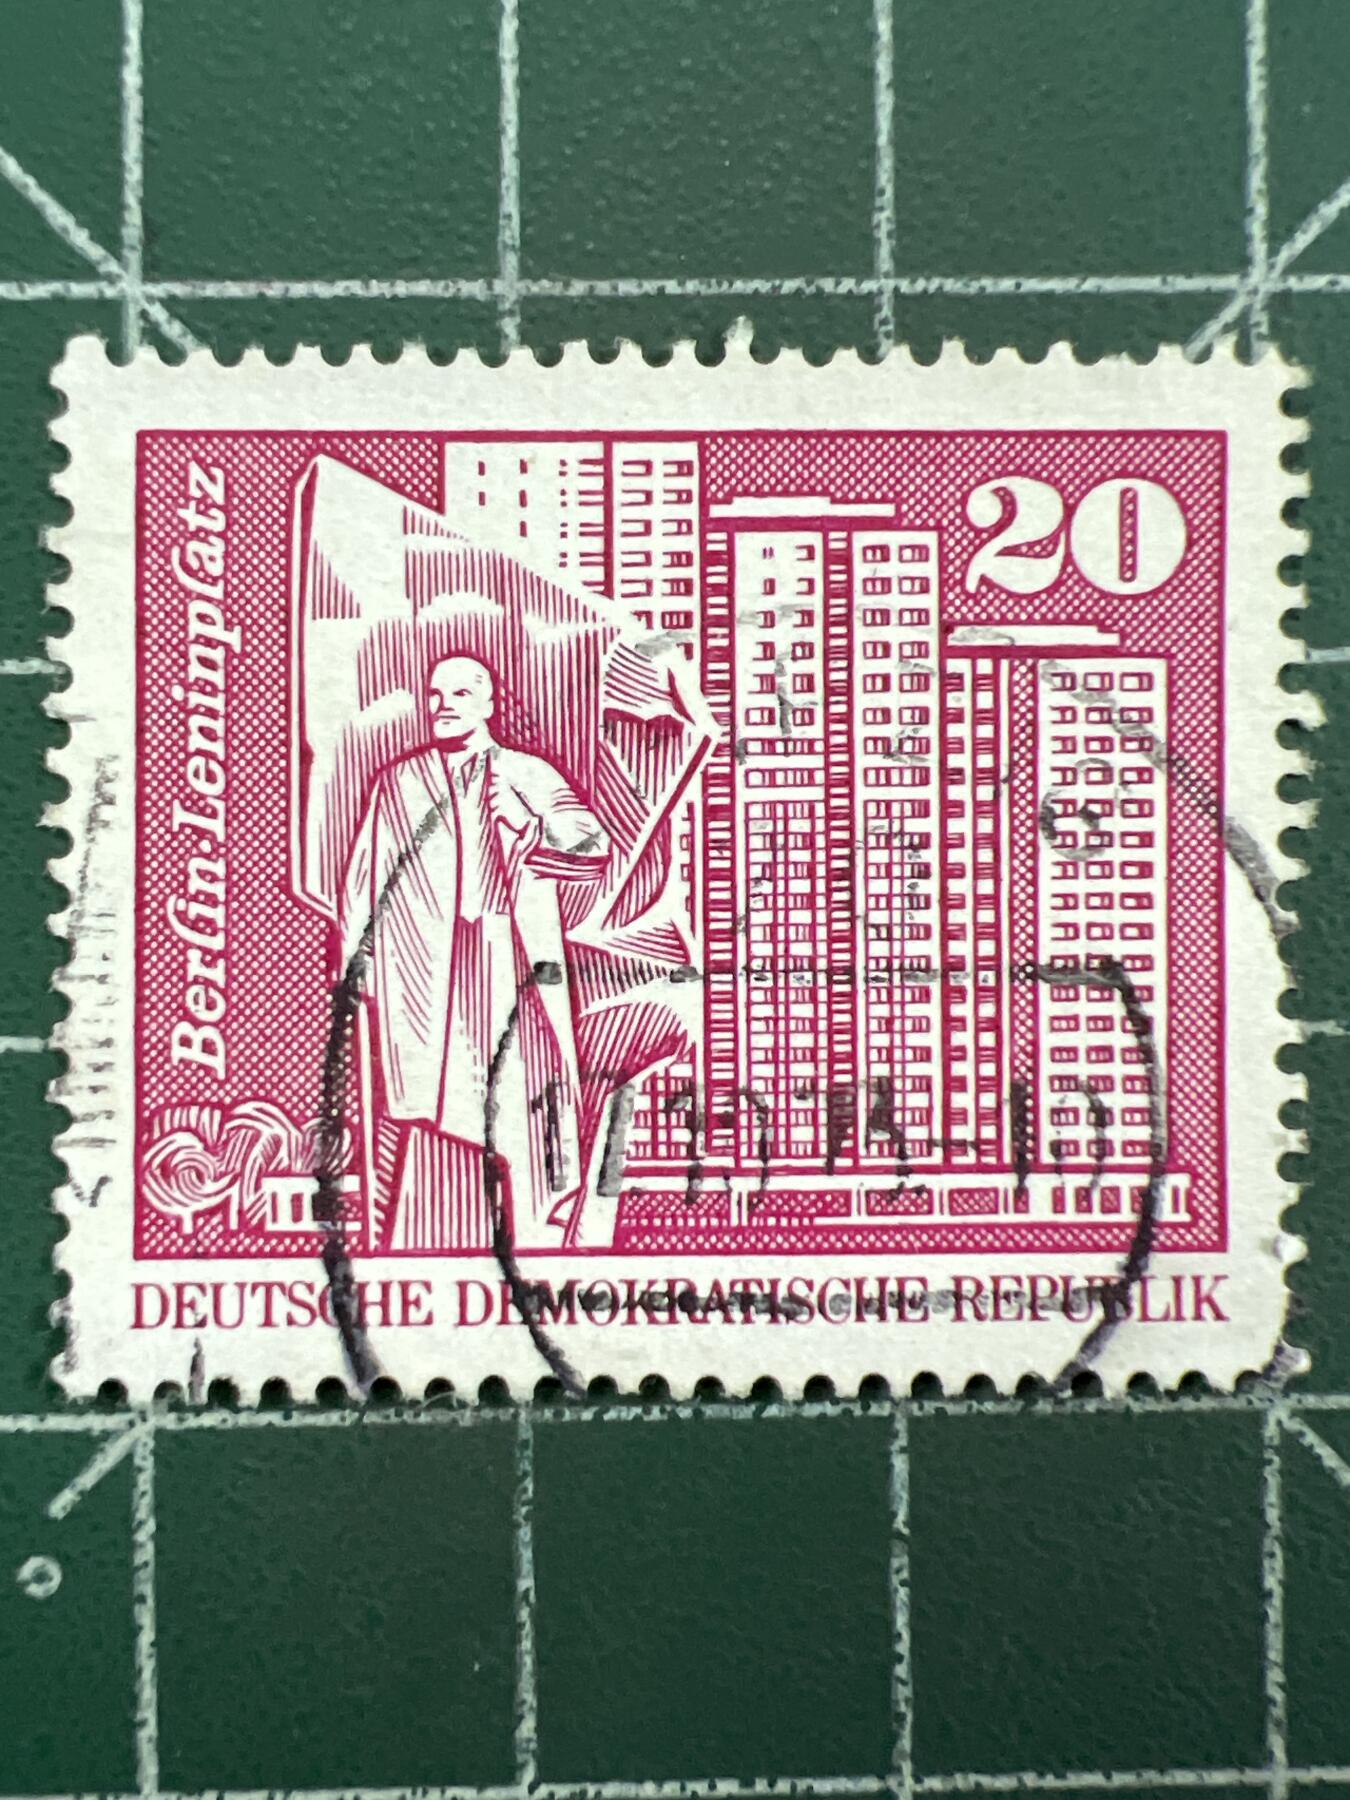 Berlin·Leninplatz
20
DEUTSCHE DEMOKRATISCHE REPUBLIK